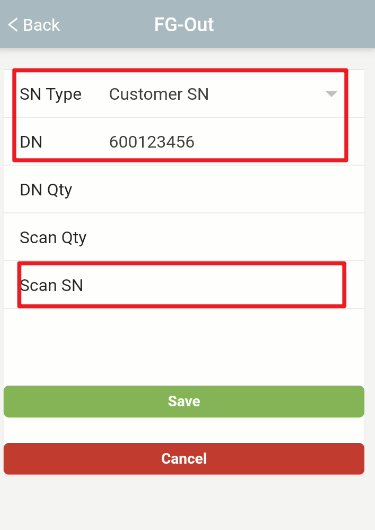 Back FG-Out
SN Type Customer SN
DN 600123456
DN Qty
Scan Qty
Scan SN
Save
Cancel